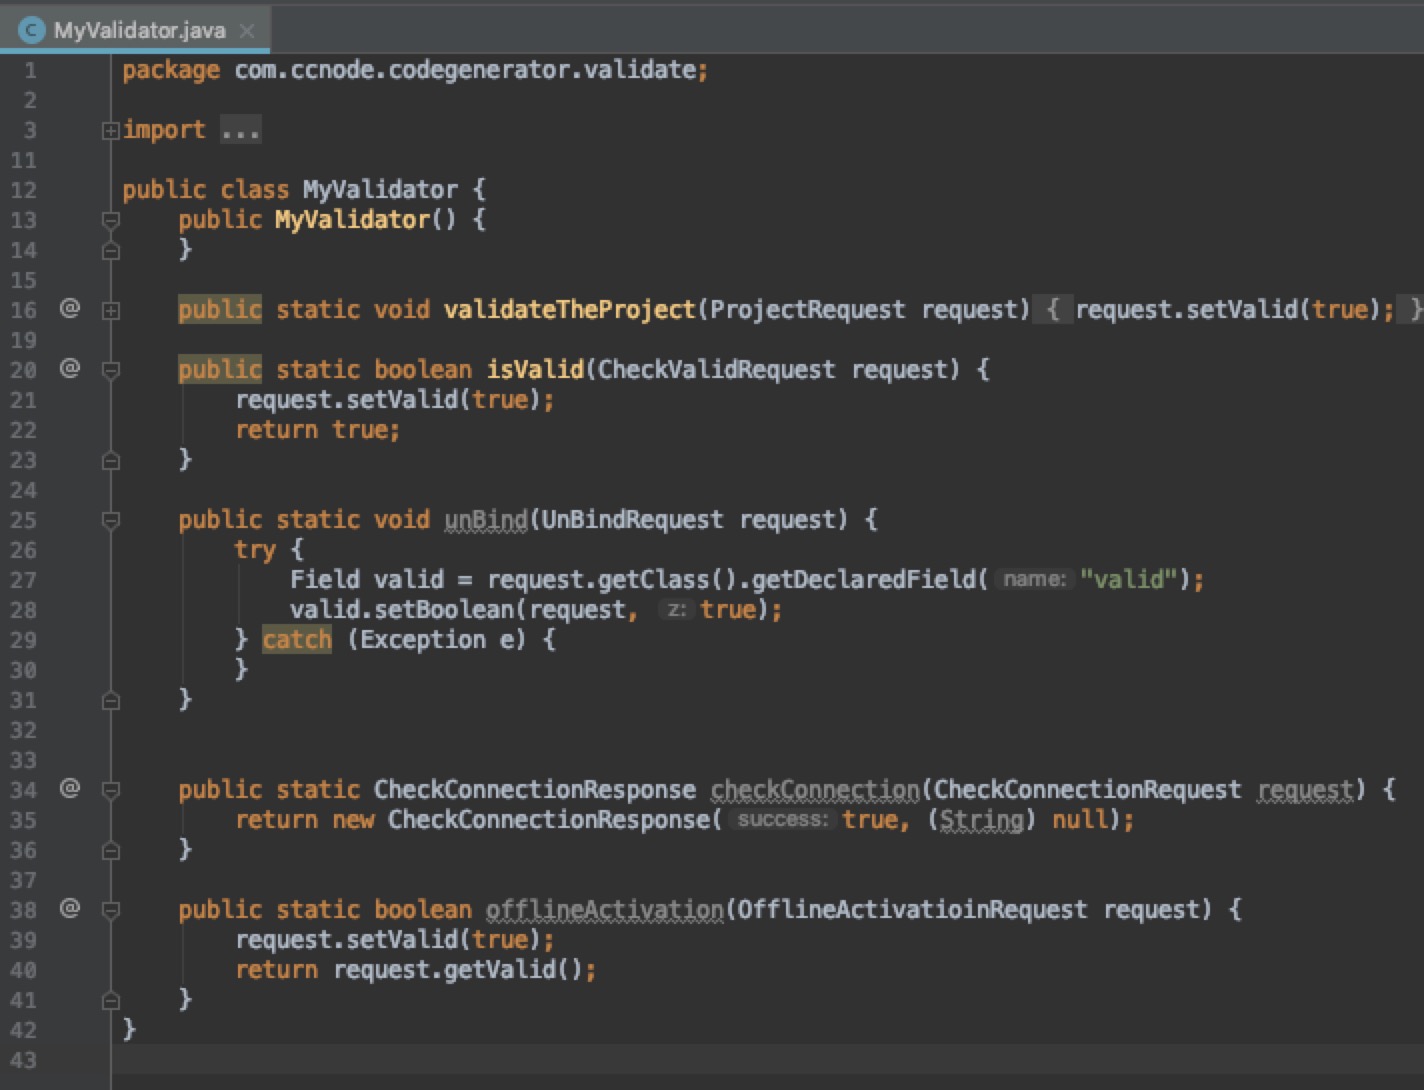 C MyValidator.java ×
1 package com.ccnode.codegenerator.validate;
2
3 import ...
11
12 public class MyValidator {
13 public MyValidator() {
14 }
15
16 @ public static void validateTheProject(ProjectRequest request) { request.setValid(true); }
19
20 @ public static boolean isValid(CheckValidRequest request) {
21 request.setValid(true);
22 return true;
23 }
24
25 public static void unBind(UnBindRequest request) {
26 try {
27 Field valid = request.getClass().getDeclaredField( name: "valid");
28 valid.setBoolean(request, z: true);
29 } catch (Exception e) {
30 }
31 }
32
33
34 @ public static CheckConnectionResponse checkConnection(CheckConnectionRequest request) {
35 return new CheckConnectionResponse( success: true, (String) null);
36 }
37
38 @ public static boolean offlineActivation(OfflineActivatioinRequest request) {
39 request.setValid(true);
40 return request.getValid();
41 }
42 }
43